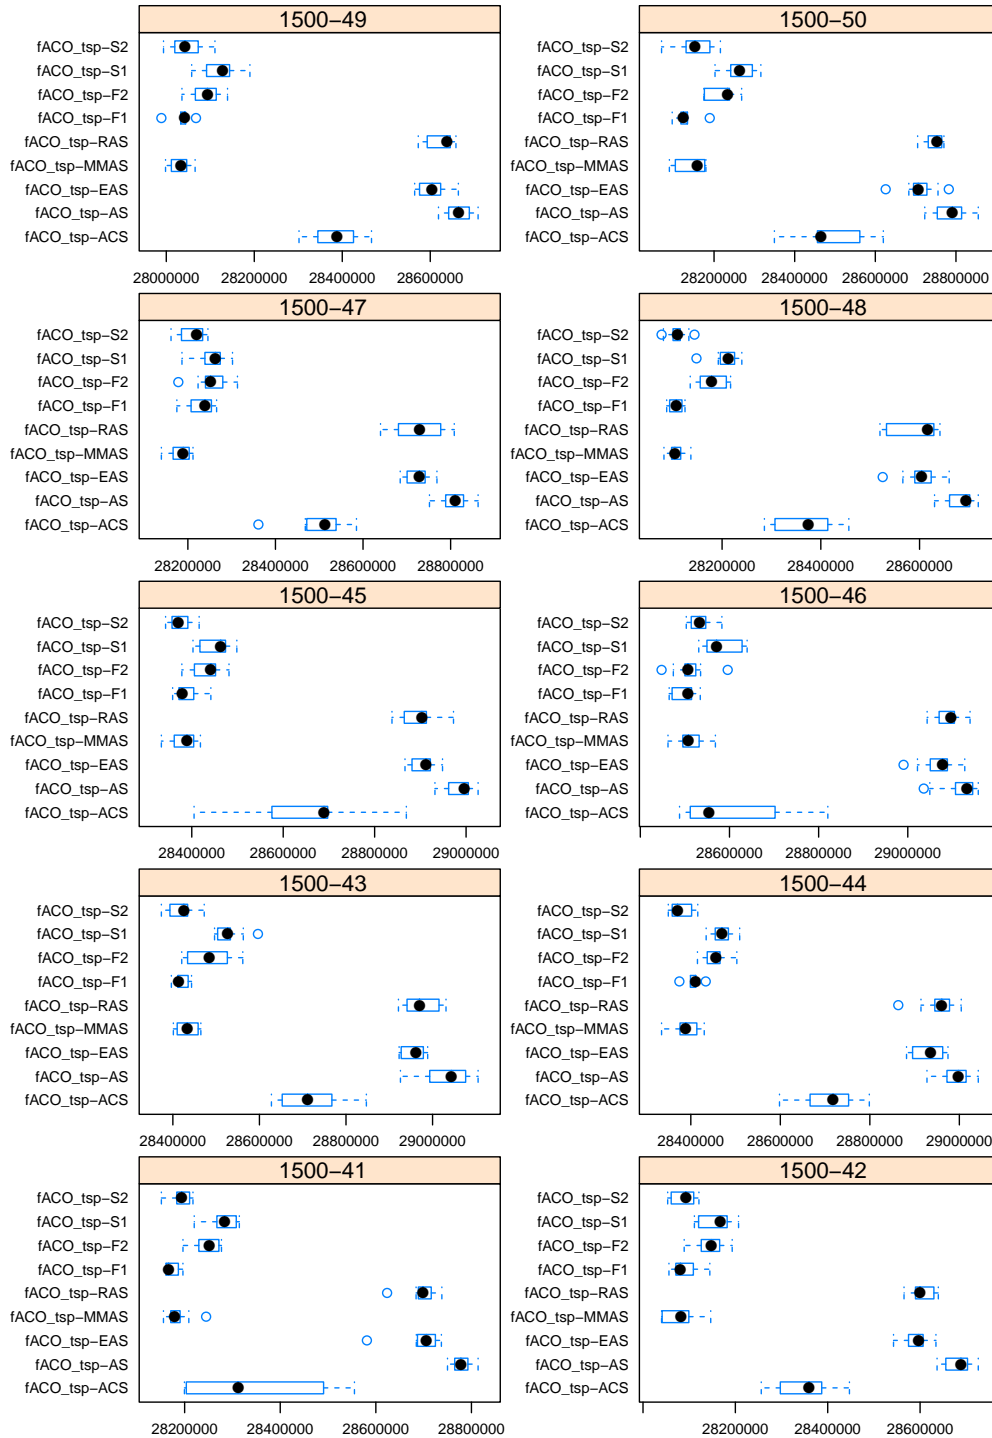 1500−49
fACO_tsp−S2
fACO_tsp−S1
fACO_tsp−F2
fACO_tsp−F1
fACO_tsp−RAS
fACO_tsp−MMAS
fACO_tsp−EAS
fACO_tsp−AS
fACO_tsp−ACS
28000000 28200000 28400000 28600000
1500−50
fACO_tsp−S2
fACO_tsp−S1
fACO_tsp−F2
fACO_tsp−F1
fACO_tsp−RAS
fACO_tsp−MMAS
fACO_tsp−EAS
fACO_tsp−AS
fACO_tsp−ACS
28200000 28400000 28600000 28800000
1500−47
fACO_tsp−S2
fACO_tsp−S1
fACO_tsp−F2
fACO_tsp−F1
fACO_tsp−RAS
fACO_tsp−MMAS
fACO_tsp−EAS
fACO_tsp−AS
fACO_tsp−ACS
28200000 28400000 28600000 28800000
1500−48
fACO_tsp−S2
fACO_tsp−S1
fACO_tsp−F2
fACO_tsp−F1
fACO_tsp−RAS
fACO_tsp−MMAS
fACO_tsp−EAS
fACO_tsp−AS
fACO_tsp−ACS
28200000 28400000 28600000
1500−45
fACO_tsp−S2
fACO_tsp−S1
fACO_tsp−F2
fACO_tsp−F1
fACO_tsp−RAS
fACO_tsp−MMAS
fACO_tsp−EAS
fACO_tsp−AS
fACO_tsp−ACS
28400000 28600000 28800000 29000000
1500−46
fACO_tsp−S2
fACO_tsp−S1
fACO_tsp−F2
fACO_tsp−F1
fACO_tsp−RAS
fACO_tsp−MMAS
fACO_tsp−EAS
fACO_tsp−AS
fACO_tsp−ACS
28600000 28800000 29000000
1500−43
fACO_tsp−S2
fACO_tsp−S1
fACO_tsp−F2
fACO_tsp−F1
fACO_tsp−RAS
fACO_tsp−MMAS
fACO_tsp−EAS
fACO_tsp−AS
fACO_tsp−ACS
28400000 28600000 28800000 29000000
1500−44
fACO_tsp−S2
fACO_tsp−S1
fACO_tsp−F2
fACO_tsp−F1
fACO_tsp−RAS
fACO_tsp−MMAS
fACO_tsp−EAS
fACO_tsp−AS
fACO_tsp−ACS
28400000 28600000 28800000 29000000
1500−41
fACO_tsp−S2
fACO_tsp−S1
fACO_tsp−F2
fACO_tsp−F1
fACO_tsp−RAS
fACO_tsp−MMAS
fACO_tsp−EAS
fACO_tsp−AS
fACO_tsp−ACS
28200000 28400000 28600000 28800000
1500−42
fACO_tsp−S2
fACO_tsp−S1
fACO_tsp−F2
fACO_tsp−F1
fACO_tsp−RAS
fACO_tsp−MMAS
fACO_tsp−EAS
fACO_tsp−AS
fACO_tsp−ACS
28200000 28400000 28600000